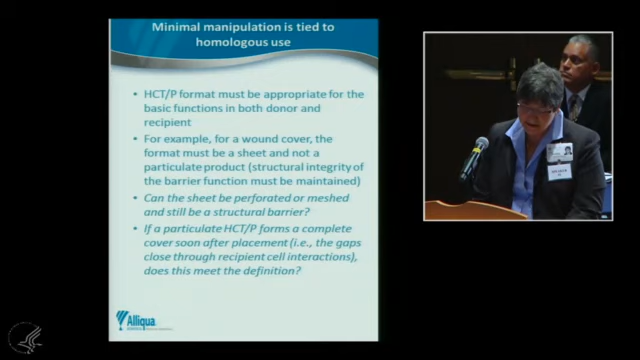 Minimal manipulation is tied to
homologous use
• HCT/P format must be appropriate for the
basic functions in both donor and
recipient
• For example, for a wound cover, the
format must be a sheet and not a
particulate product (structural integrity of
the barrier function must be maintained)
• Can the sheet be perforated or meshed
and still be a structural barrier?
• If a particulate HCT/P forms a complete
cover soon after placement (i.e., the gaps
close through recipient cell interactions),
does this meet the definition?
Alliqua